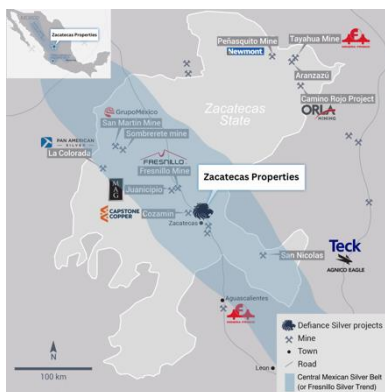 MEXICO
Zacatecas
Properties
Peñasquito Mine
Newmont
Tayahua Mine
Aranzazú
Camino Rojo Project
ORLA
MINING
Zacatecas
State
GrupoMéxico
San Martin Mine
Sombrerete mine
PAN AMERICAN
SILVER
La Colorada
FRESNILLO
Fresnillo Mine
MAG
Juanicipio
Zacatecas Properties
CAPSTONE
COPPER
Cozamin
Zacatecas
Teck
AGNICO EAGLE
San Nicolas
Aguascalientes
Leon
N
100 km
Defiance Silver projects
Mine
Town
Road
Central Mexican Silver Belt
(or Fresnillo Silver Trend)